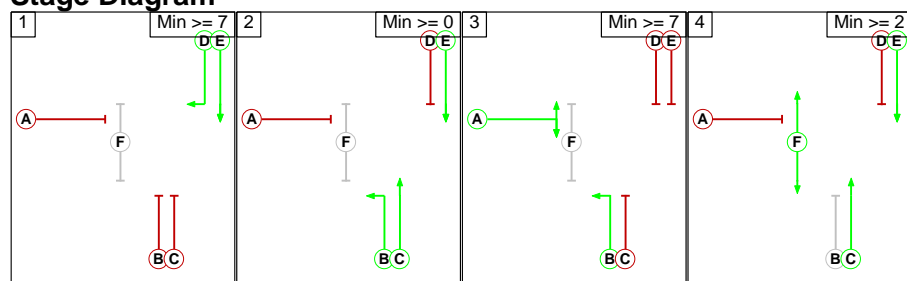 Stage Diagram
1 Min >= 7 2 Min >= 0 3 Min >= 7 4 Min >= 2
D E D E D E D E
A A A A
F F F F
B C B C B C B C